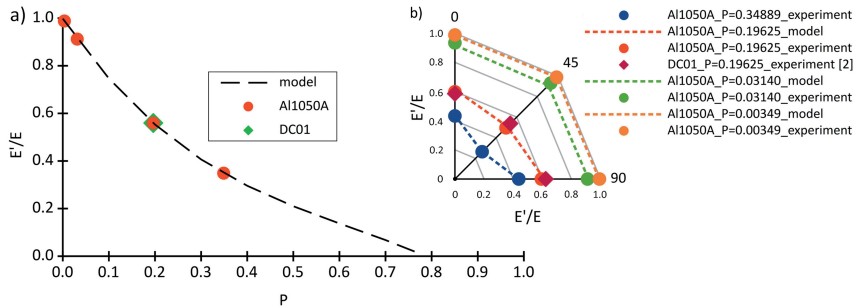 a)
E'/E
1.0
0.8
0.6
0.4
0.2
0.0
0.0 0.1 0.2 0.3 0.4 0.5 0.6 0.7 0.8 0.9 1.0
P
model
Al1050A
DC01
b)
0
45
90
E'/E
1.0
0.8
0.6
0.4
0.2
0
0 0.2 0.4 0.6 0.8 1.0
E'/E
Al1050A_P=0.34889_experiment
Al1050A_P=0.19625_model
Al1050A_P=0.19625_experiment
DC01_P=0.19625_experiment [2]
Al1050A_P=0.03140_model
Al1050A_P=0.03140_experiment
Al1050A_P=0.00349_model
Al1050A_P=0.00349_experiment